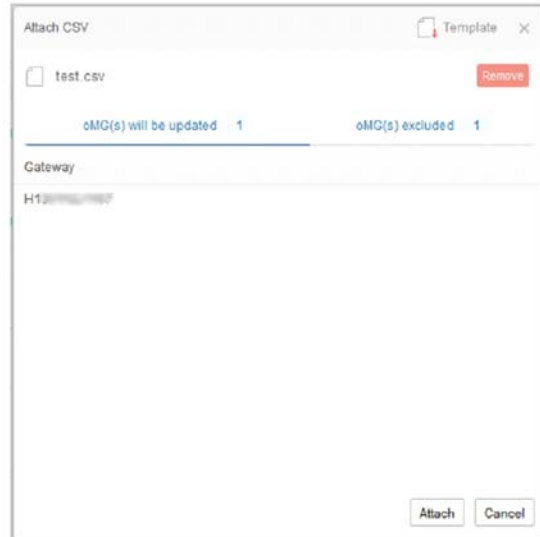 Attach CSV Template ×
test.csv Remove
oMG(s) will be updated 1 oMG(s) excluded 1
Gateway
Attach Cancel